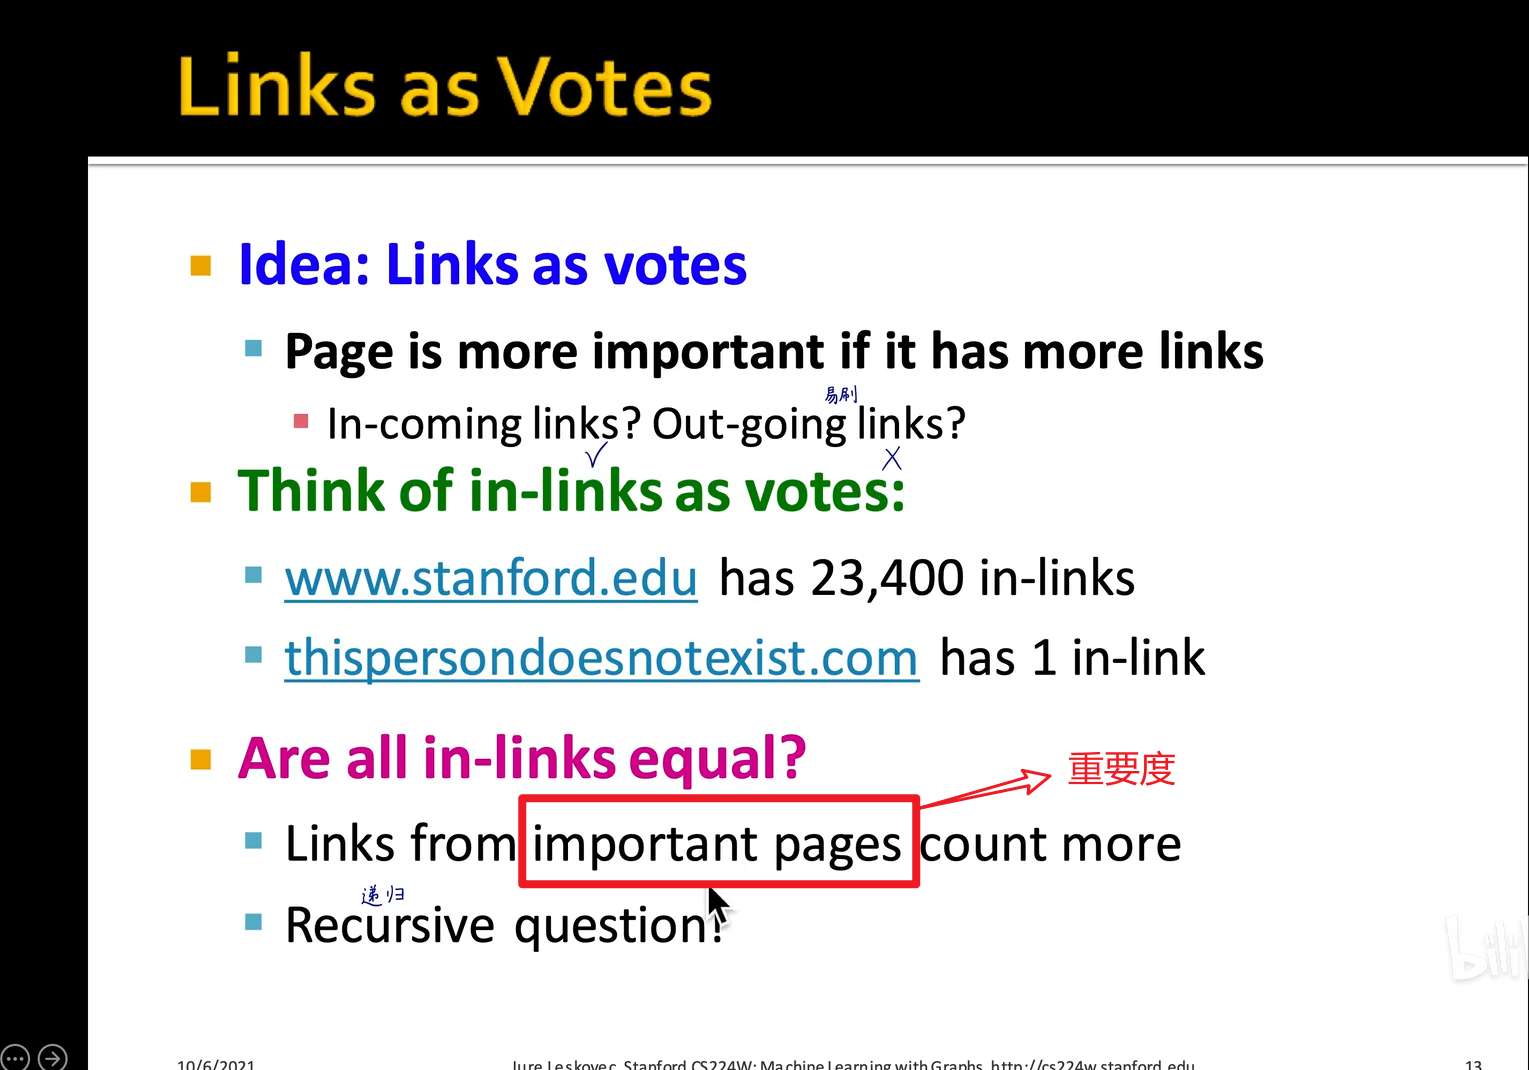 Links as Votes
Idea: Links as votes
Page is more important if it has more links
易刷
In-coming links? Out-going links?
Think of in-links as votes:
www.stanford.edu has 23,400 in-links
thispersondoesnotexist.com has 1 in-link
Are all in-links equal?
重要度
Links from important pages count more
递归
Recursive question!
10/6/2021
Jure Leskovec, Stanford CS224W: Machine Learning with Graphs, http://cs224w.stanford.edu
13